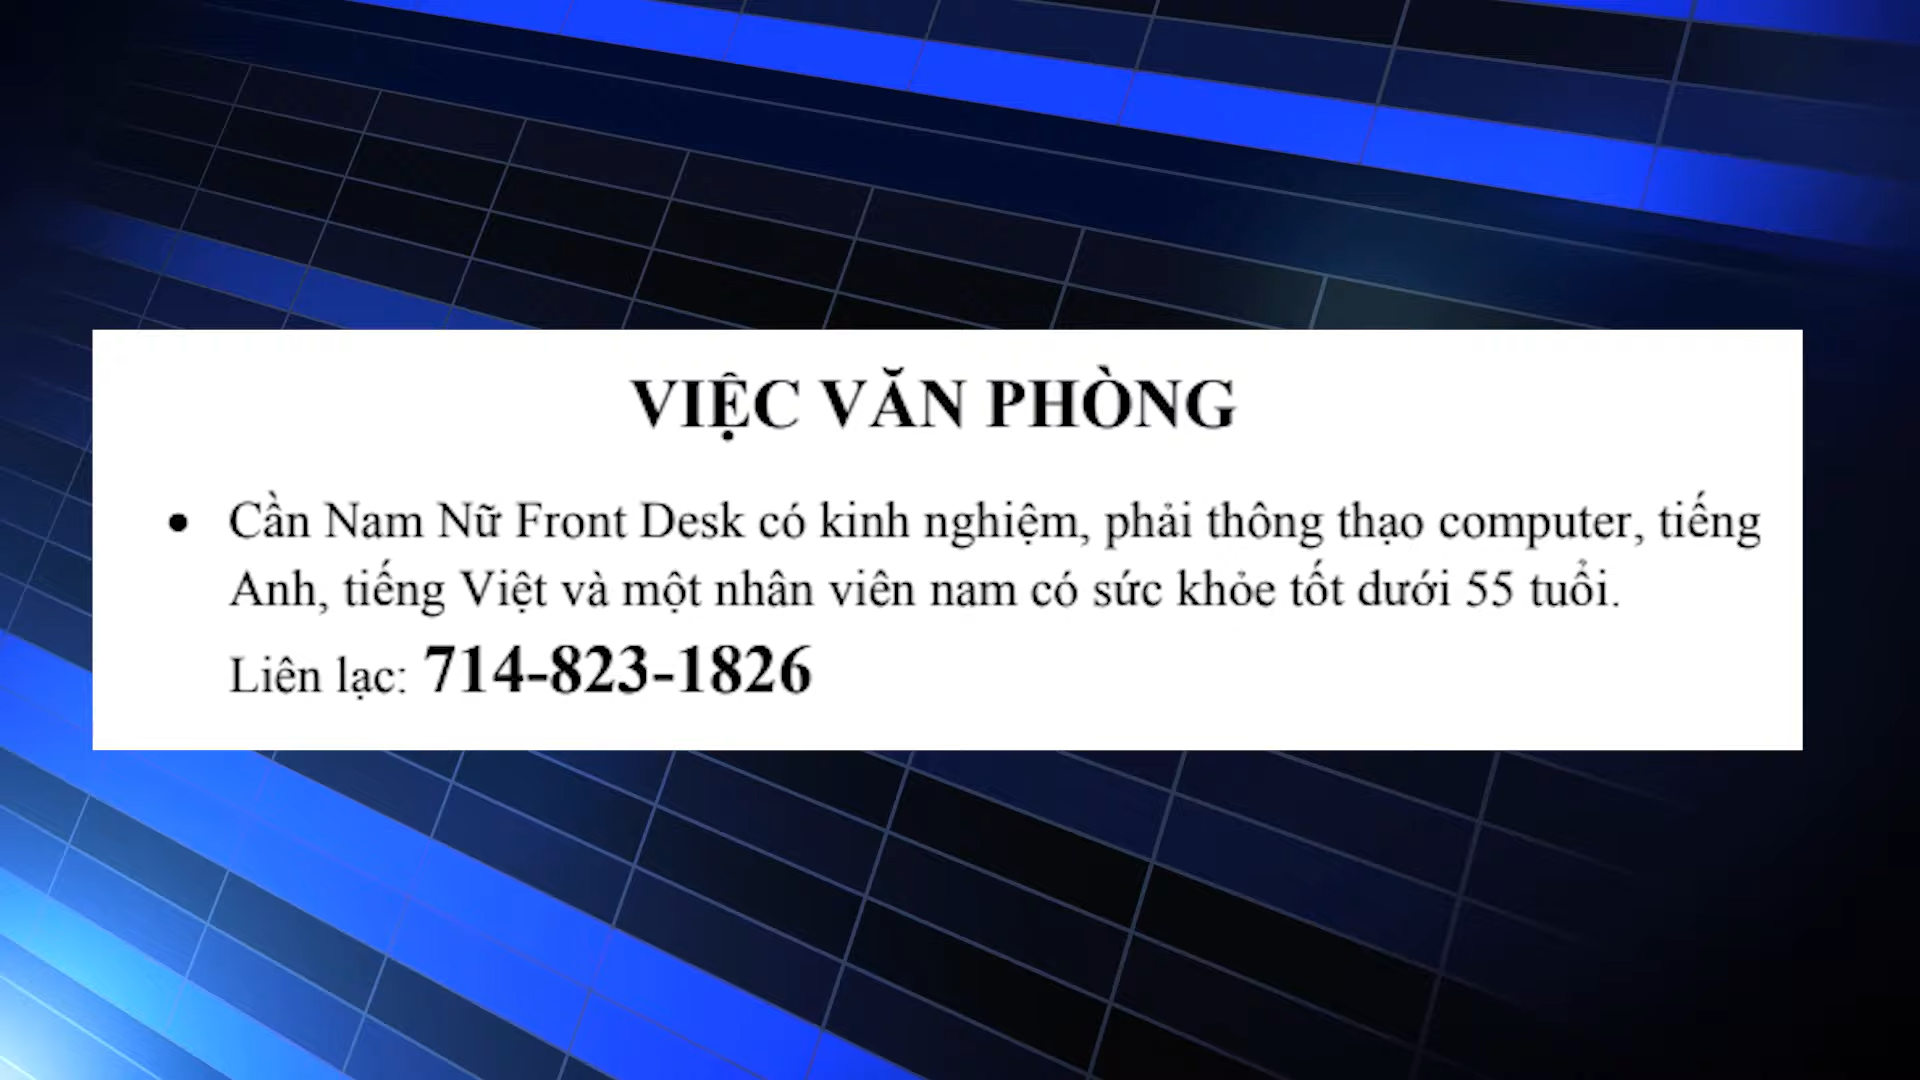 VIỆC VĂN PHÒNG
• Cần Nam Nữ Front Desk có kinh nghiệm, phải thông thạo computer, tiếng
Anh, tiếng Việt và một nhân viên nam có sức khỏe tốt dưới 55 tuổi.
Liên lạc: 714-823-1826